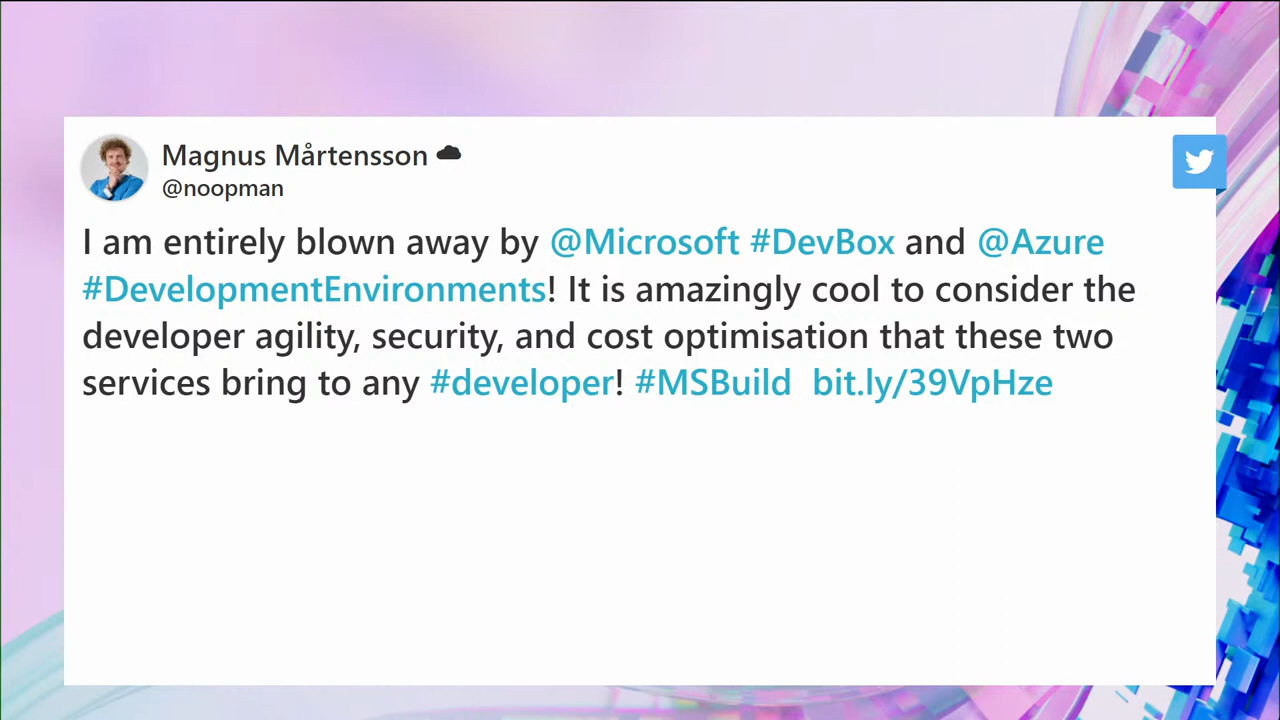 Magnus Mårtensson ☁
@noopman
I am entirely blown away by @Microsoft #DevBox and @Azure
#DevelopmentEnvironments! It is amazingly cool to consider the
developer agility, security, and cost optimisation that these two
services bring to any #developer! #MSBuild bit.ly/39VpHze